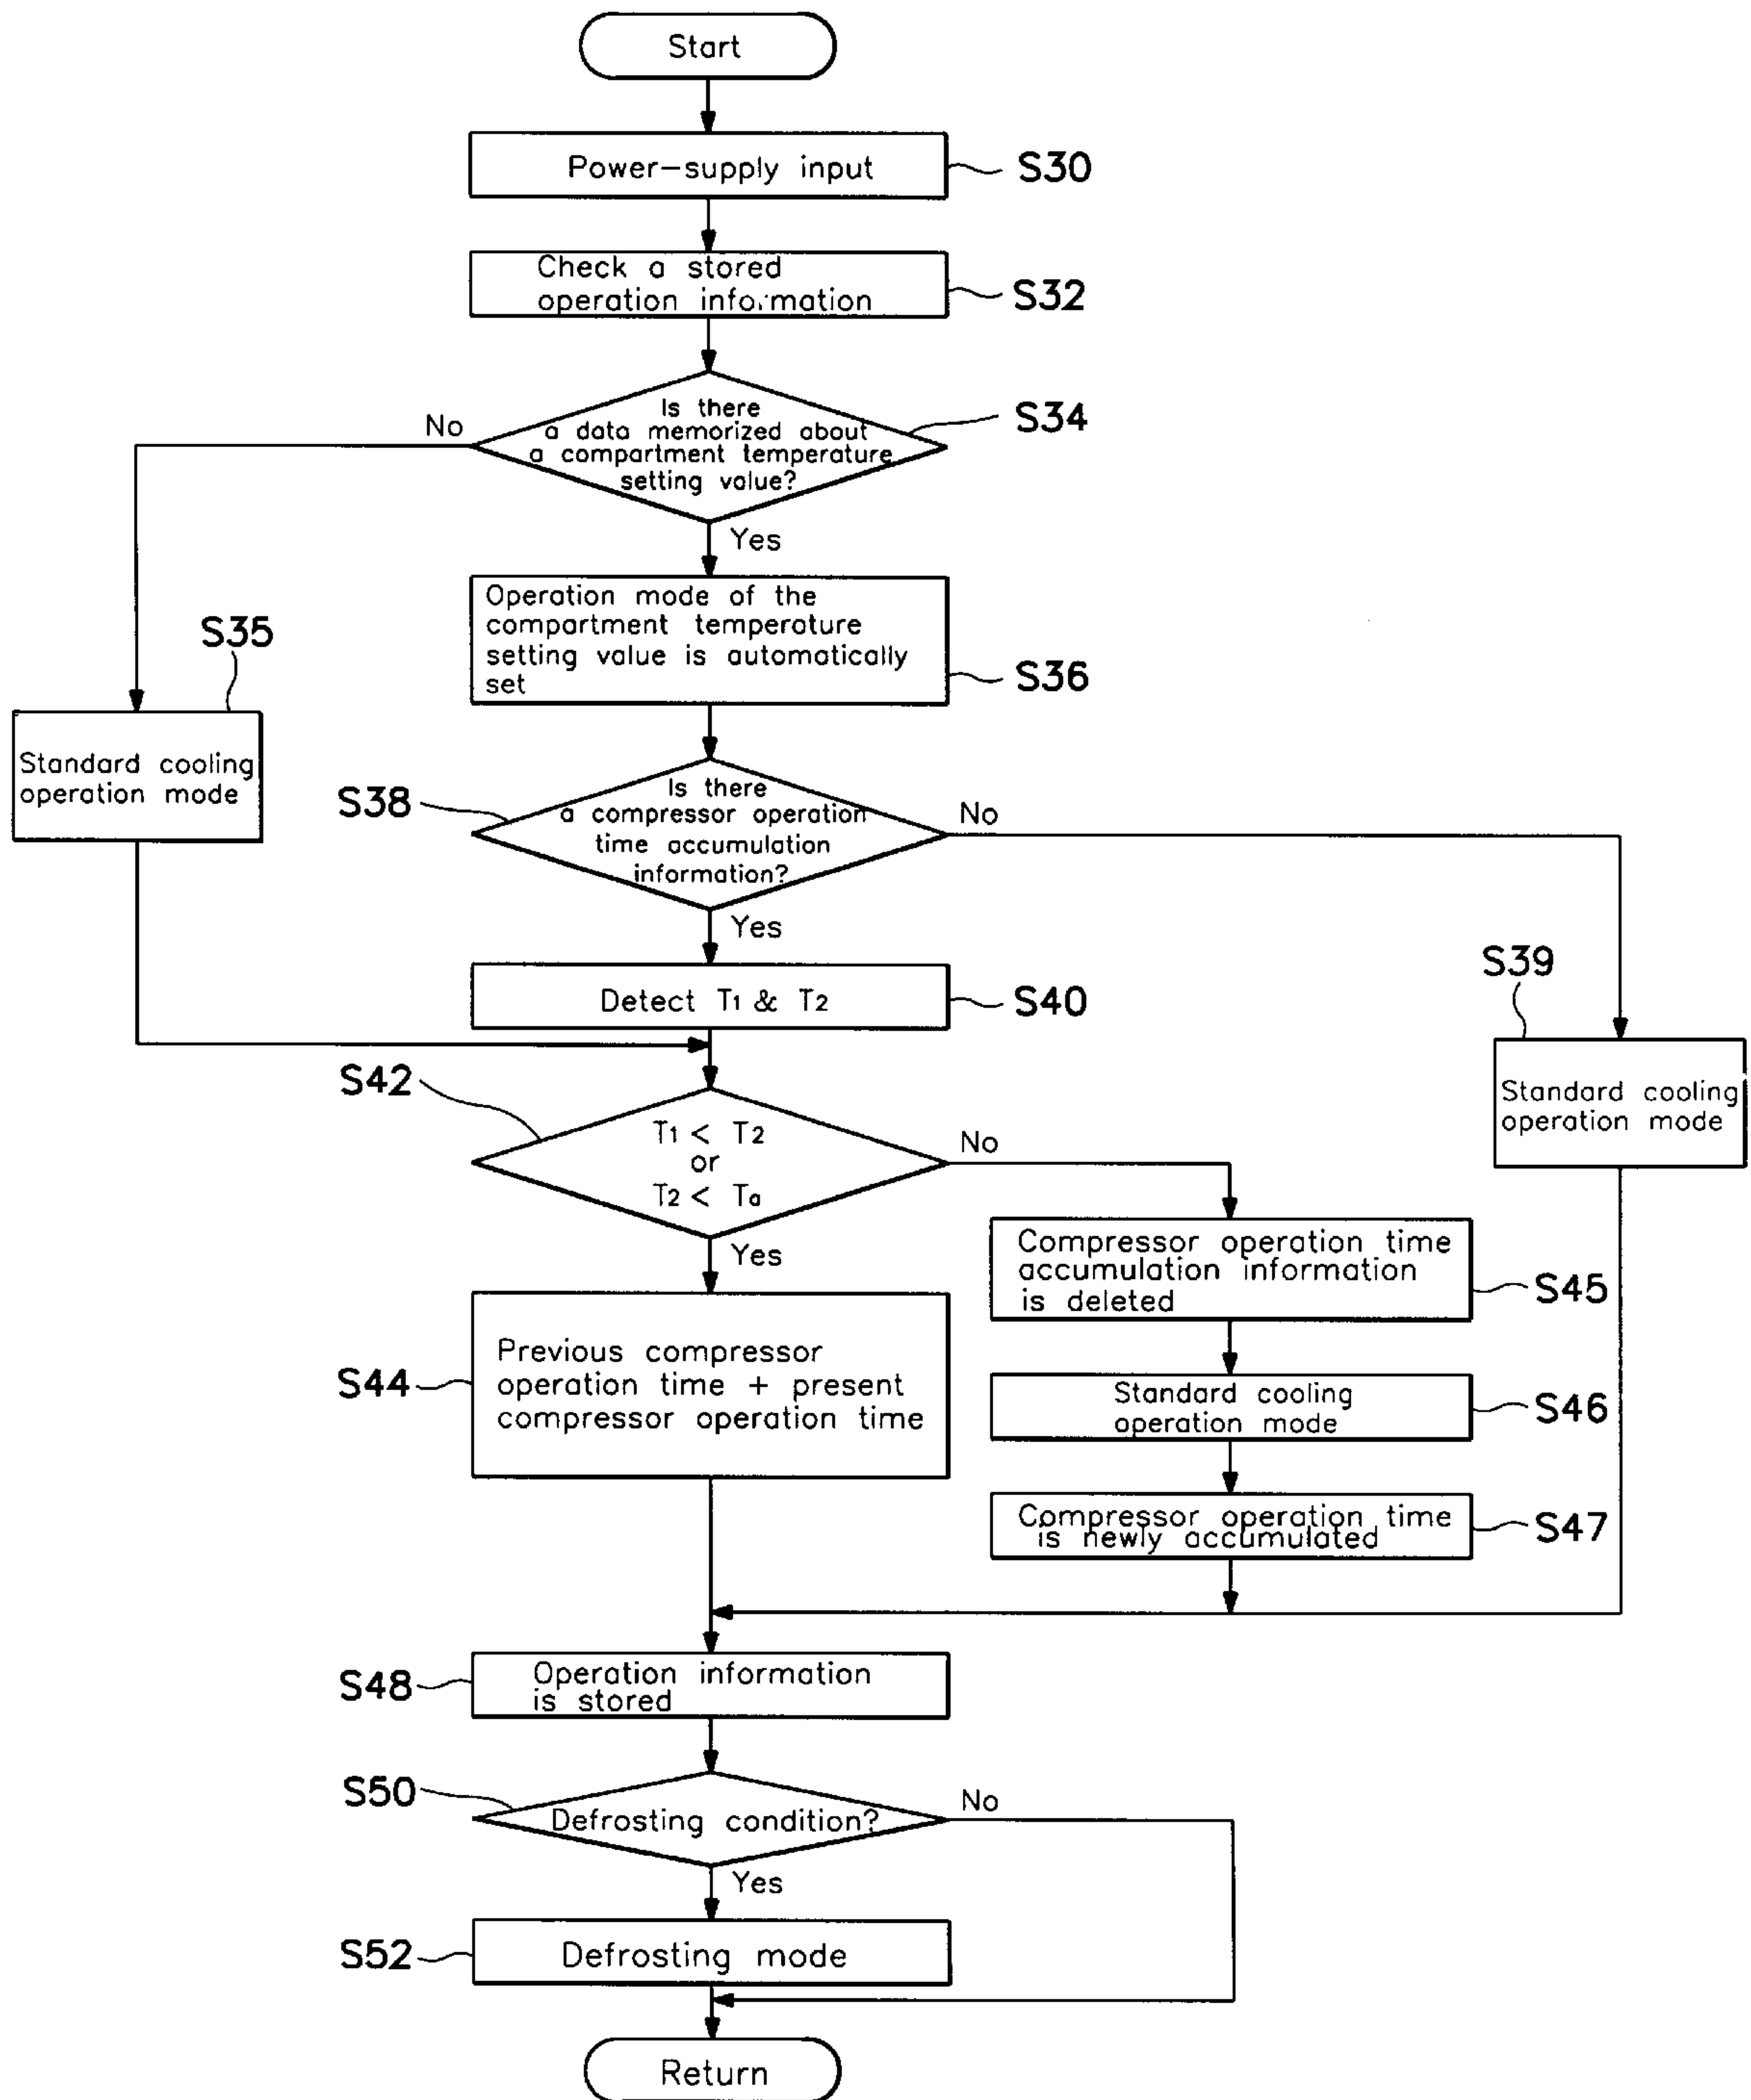 Start
Power-supply input
S30
Check a stored
operation information
S32
Is there
a data memorized about
a compartment temperature
setting value?
S34
No
Yes
Operation mode of the
compartment temperature
setting value is automatically
set
S36
S35
Standard cooling
operation mode
S38
Is there
a compressor operation
time accumulation
information?
No
Yes
Detect T1 & T2
S40
S39
Standard cooling
operation mode
S42
T1 < T2
or
T2 < Ta
No
Yes
Compressor operation time
accumulation information
is deleted
S45
S44
Previous compressor
operation time + present
compressor operation time
Standard cooling
operation mode
S46
Compressor operation time
is newly accumulated
S47
S48
Operation information
is stored
S50
Defrosting condition?
No
Yes
S52
Defrosting mode
Return